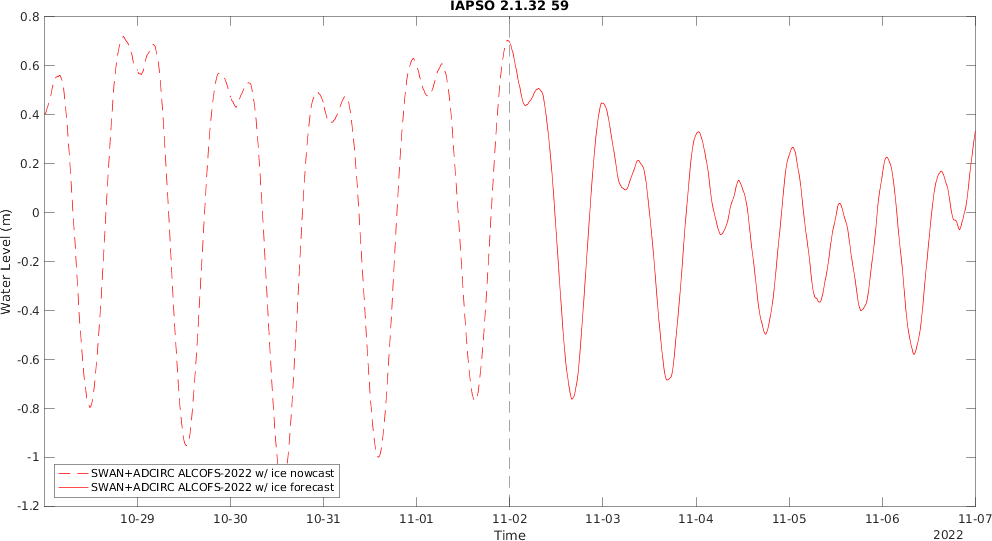 IAPSO 2.1.32 59
0.8
0.6
0.4
0.2
0
-0.2
-0.4
-0.6
-0.8
-1
-1.2
Water Level (m)
SWAN+ADCIRC ALCOFS-2022 w/ ice nowcast
SWAN+ADCIRC ALCOFS-2022 w/ ice forecast
10-29 10-30 10-31 11-01 11-02 11-03 11-04 11-05 11-06 11-07
Time
2022